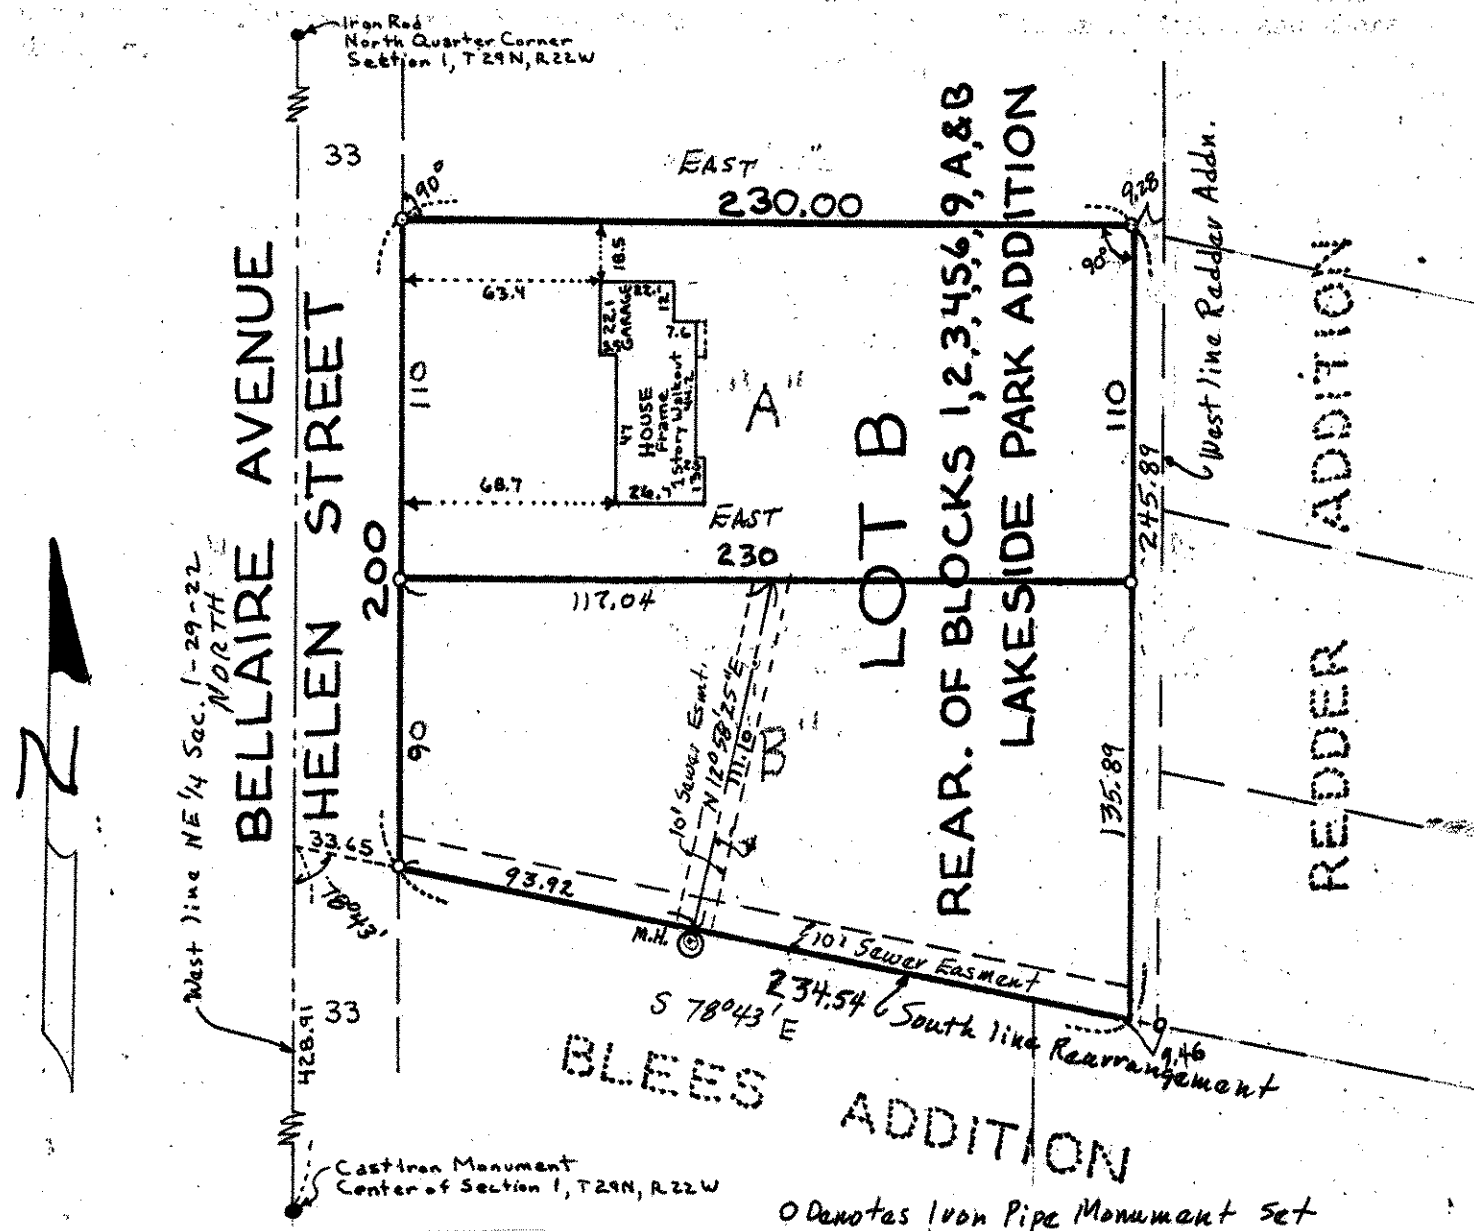 Iron Rod
North Quarter Corner
Section 1, T29N, R22W
33
90°
EAST
230.00
9.28
90°
West line Redder Addn.
18.5
63.4
22.1
12
22.1
GARAGE
7.6
110
47
HOUSE
Frame
1 Story Walkout
44.2
"A"
68.7
26.4
EAST
230
110
245.89
LOT B
REAR. OF BLOCKS 1,2,3,4,5,6,9,A,&B
LAKESIDE PARK ADDITION
REDDER ADDITION
BELLAIRE AVENUE
HELEN STREET
200
West line NE 1/4 Sec. 1-29-22
NORTH
N
117.04
90
10' Sewer Esmt.
N 12° 58' 25" E
111.10
"B"
135.89
33.65
78°43'
93.92
M.H.
10' Sewer Easment
234.54
S 78°43' E
South line Rearrangement
9.46
33
428.91
BLEES ADDITION
Cast Iron Monument
Center of Section 1, T29N, R22W
O Denotes Iron Pipe Monument set